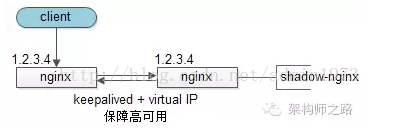 client
1.2.3.4
1.2.3.4
nginx
nginx
shadow-nginx
keepalived + virtual IP
保障高可用
架构师之路